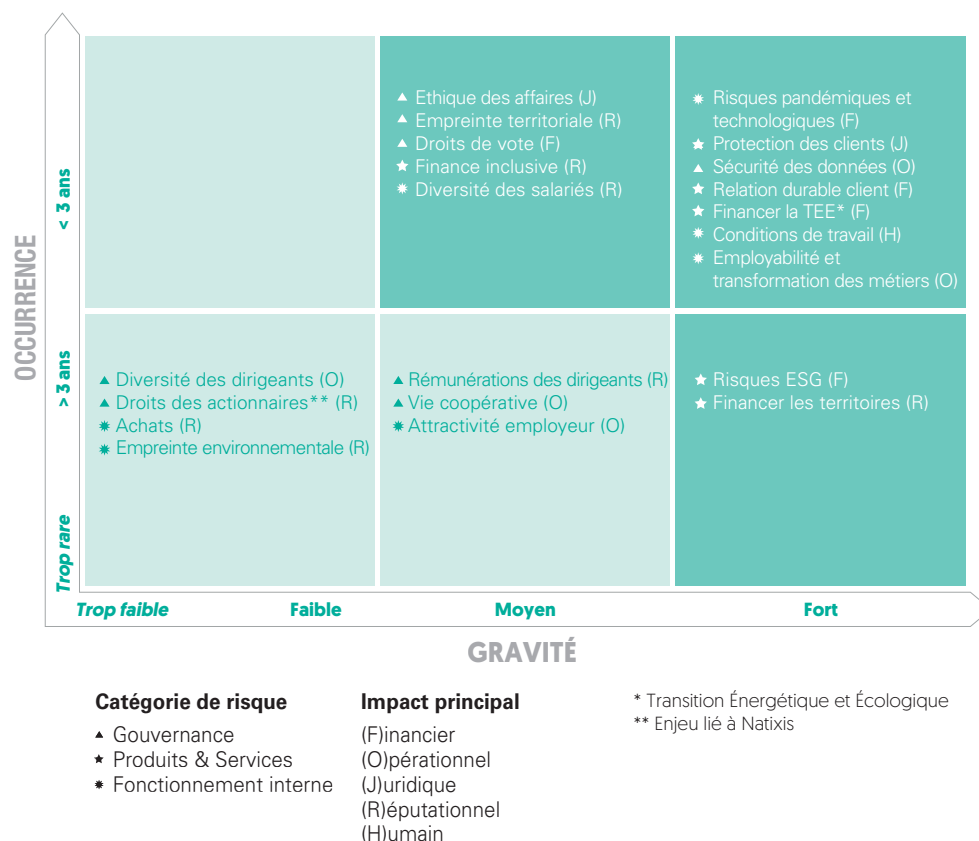 OCCURRENCE
< 3 ans
> 3 ans
Trop rare
▲ Ethique des affaires (J)
▲ Empreinte territoriale (R)
▲ Droits de vote (F)
★ Finance inclusive (R)
✹ Diversité des salariés (R)
✹ Risques pandémiques et
technologiques (F)
★ Protection des clients (J)
▲ Sécurité des données (O)
★ Relation durable client (F)
★ Financer la TEE* (F)
✹ Conditions de travail (H)
✹ Employabilité et
transformation des métiers (O)
▲ Diversité des dirigeants (O)
▲ Droits des actionnaires** (R)
✹ Achats (R)
✹ Empreinte environnementale (R)
▲ Rémunérations des dirigeants (R)
▲ Vie coopérative (O)
✹ Attractivité employeur (O)
★ Risques ESG (F)
★ Financer les territoires (R)
Trop faible
Faible
Moyen
Fort
GRAVITÉ
Catégorie de risque
▲ Gouvernance
★ Produits & Services
✹ Fonctionnement interne
Impact principal
(F)inancier
(O)pérationnel
(J)uridique
(R)éputationnel
(H)umain
* Transition Énergétique et Écologique
** Enjeu lié à Natixis